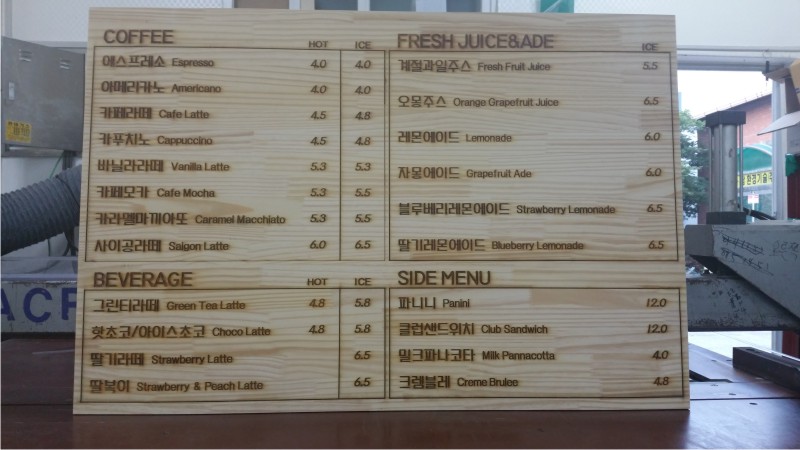 COFFEE
HOT ICE
에스프레소 Espresso 4.0 4.0
아메리카노 Americano 4.0 4.0
카페라떼 Cafe Latte 4.5 4.8
카푸치노 Cappuccino 4.5 4.8
바닐라라떼 Vanilla Latte 5.3 5.3
카페모카 Cafe Mocha 5.3 5.5
카라멜마끼아또 Caramel Macchiato 5.3 5.5
사이공라떼 Saigon Latte 6.0 6.5
FRESH JUICE&ADE
ICE
계절과일주스 Fresh Fruit Juice 5.5
오몽주스 Orange Grapefruit Juice 6.5
레몬에이드 Lemonade 6.0
자몽에이드 Grapefruit Ade 6.0
블루베리레몬에이드 Strawberry Lemonade 6.5
딸기레몬에이드 Blueberry Lemonade 6.5
BEVERAGE
HOT ICE
그린티라떼 Green Tea Latte 4.8 5.8
핫초코/아이스초코 Choco Latte 4.8 5.8
딸기라떼 Strawberry Latte 6.5
딸복이 Strawberry & Peach Latte 6.5
SIDE MENU
파니니 Panini 12.0
클럽샌드위치 Club Sandwich 12.0
밀크파나코타 Milk Pannacotta 4.0
크렘블레 Creme Brulee 4.8
ACF